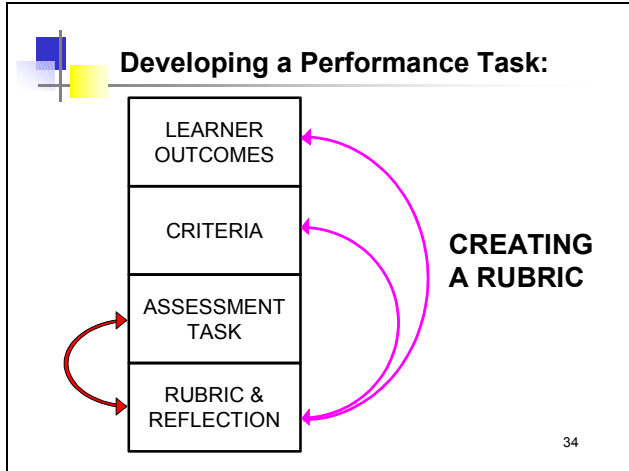 Developing a Performance Task:
LEARNER
OUTCOMES
CRITERIA
ASSESSMENT
TASK
RUBRIC &
REFLECTION
CREATING
A RUBRIC
34